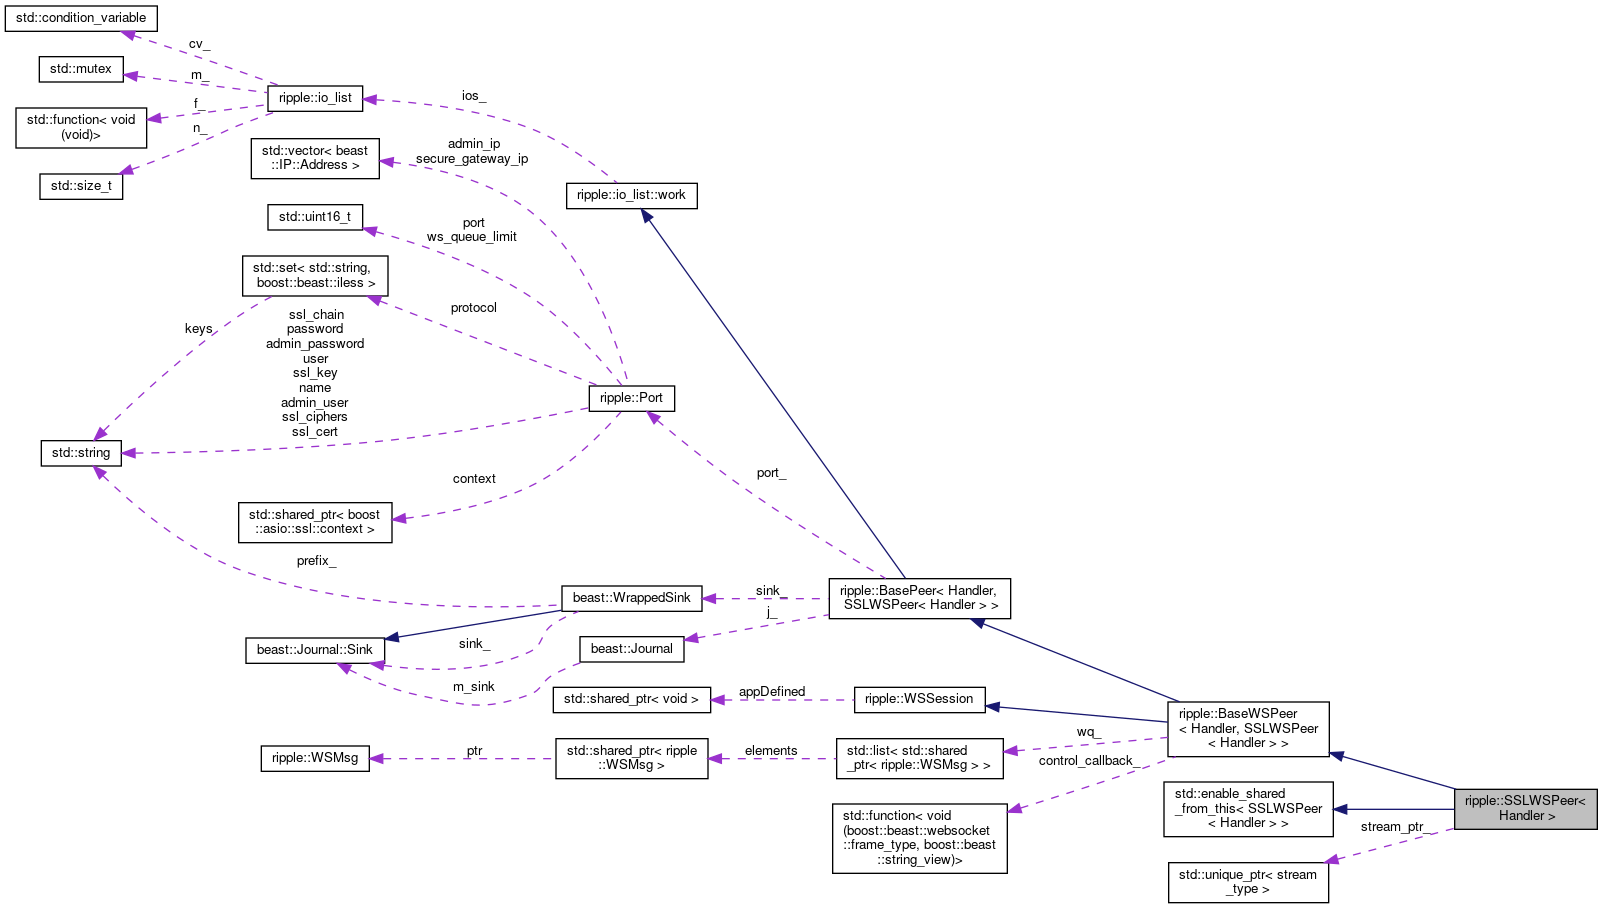 std::condition_variable
cv_
std::mutex
m_
ripple::io_list
ios_
f_
std::function< void
(void)>
n_
std::size_t
std::vector< beast
::IP::Address >
admin_ip
secure_gateway_ip
ripple::io_list::work
std::uint16_t
port
ws_queue_limit
std::set< std::string,
boost::beast::iless >
protocol
keys
ssl_chain
password
admin_password
user
ssl_key
name
admin_user
ssl_ciphers
ssl_cert
ripple::Port
std::string
context
port_
std::shared_ptr< boost
::asio::ssl::context >
prefix_
beast::WrappedSink
sink_
ripple::BasePeer< Handler,
SSLWSPeer< Handler > >
j_
beast::Journal::Sink
sink_
beast::Journal
m_sink
std::shared_ptr< void >
appDefined
ripple::WSSession
ripple::BaseWSPeer
< Handler, SSLWSPeer
< Handler > >
wq_
ripple::WSMsg
ptr
std::shared_ptr< ripple
::WSMsg >
elements
std::list< std::shared
_ptr< ripple::WSMsg > >
control_callback_
std::function< void
(boost::beast::websocket
::frame_type, boost::beast
::string_view)>
std::enable_shared
_from_this< SSLWSPeer
< Handler > >
ripple::SSLWSPeer<
Handler >
stream_ptr_
std::unique_ptr< stream
_type >